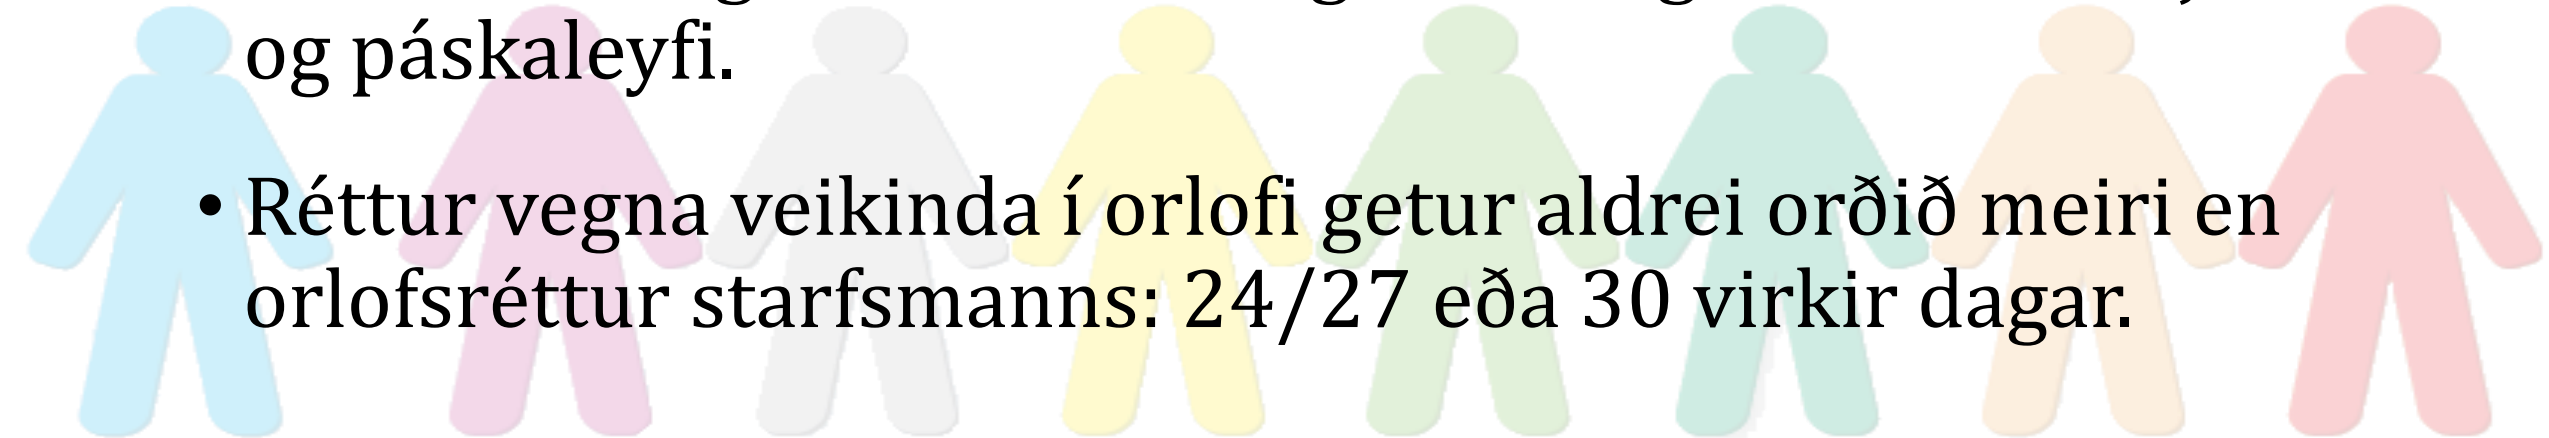 og páskaleyfi.
• Réttur vegna veikinda í orlofi getur aldrei orðið meiri en
orlofsréttur starfsmanns: 24/27 eða 30 virkir dagar.